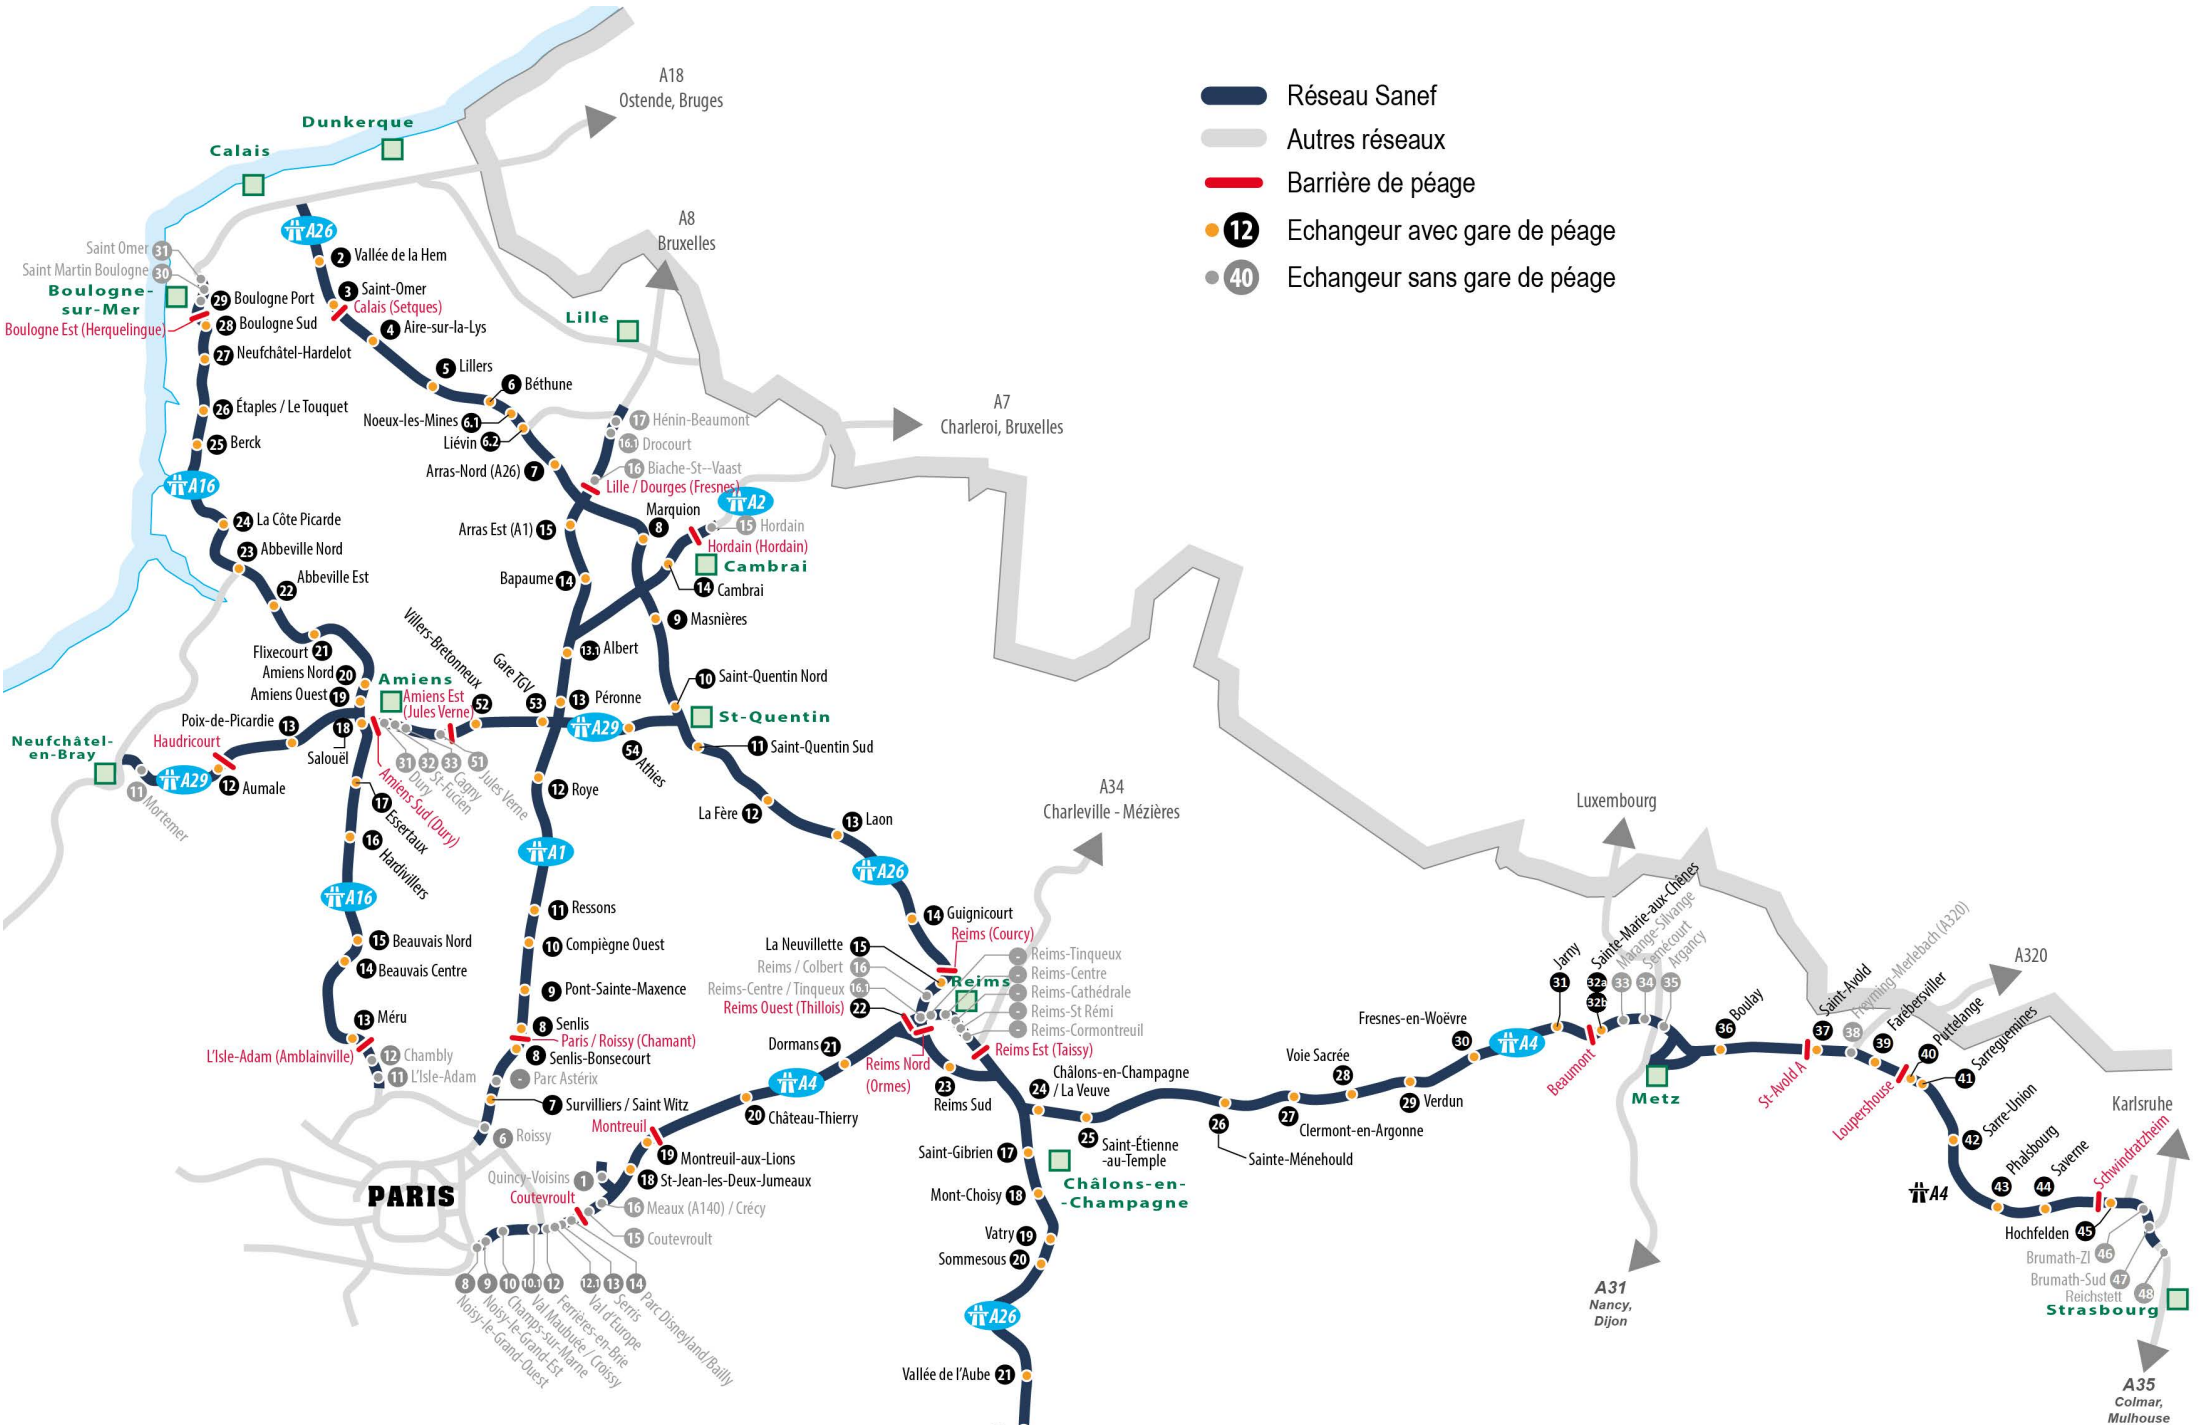 A18
Ostende, Bruges
Dunkerque
Calais
A8
Bruxelles
Réseau Sanef
Autres réseaux
Barrière de péage
12 Echangeur avec gare de péage
40 Echangeur sans gare de péage
A26
2 Vallée de la Hem
3 Saint-Omer
Calais (Setques)
4 Aire-sur-la-Lys
5 Lillers
6 Béthune
Noeux-les-Mines 6.1
Liévin 6.2
Arras-Nord (A26) 7
Saint Omer 31
Saint Martin Boulogne 30
Boulogne-
sur-Mer
29 Boulogne Port
28 Boulogne Sud
Boulogne Est (Herquelingue)
27 Neufchâtel-Hardelot
26 Étaples / Le Touquet
25 Berck
A16
24 La Côte Picarde
23 Abbeville Nord
22 Abbeville Est
Flixecourt 21
Amiens Nord 20
Amiens Ouest 19
18
Salouël
Lille
A7
Charleroi, Bruxelles
17 Hénin-Beaumont
16.1 Drocourt
16 Biache-St--Vaast
Lille / Dourges (Fresnes)
A2
Marquion
8
15 Hordain
Hordain (Hordain)
Cambrai
14 Cambrai
Arras Est (A1) 15
Bapaume 14
9 Masnières
13.1 Albert
10 Saint-Quentin Nord
St-Quentin
11 Saint-Quentin Sud
Villers-Bretonneux
52
Gare TGV
53
13 Péronne
A29
54
Athies
Amiens
Amiens Est
(Jules Verne)
Poix-de-Picardie 13
Haudricourt
Neufchâtel-
en-Bray
A29
12 Aumale
11 Mortemer
31 Dury
32 St-Fucien
33 Cagny
51 Jules Verne
Amiens Sud (Dury)
17 Essertaux
16 Hardivillers
A16
15 Beauvais Nord
14 Beauvais Centre
13 Méru
L'Isle-Adam (Amblainville)
12 Chambly
11 L'Isle-Adam
12 Roye
A1
11 Ressons
10 Compiègne Ouest
9 Pont-Sainte-Maxence
8 Senlis
Paris / Roissy (Chamant)
8 Senlis-Bonsecourt
- Parc Astérix
7 Survilliers / Saint Witz
6 Roissy
PARIS
La Fère 12
13 Laon
A26
14 Guignicourt
Reims (Courcy)
La Neuvillette 15
Reims / Colbert 16
Reims-Centre / Tinqueux 16.1
Reims Ouest (Thillois) 22
Reims
- Reims-Tinqueux
- Reims-Centre
- Reims-Cathédrale
- Reims-St Rémi
- Reims-Cormontreuil
Reims Est (Taissy)
Reims Nord
(Ormes)
A34
Charleville - Mézières
Dormans 21
23
Reims Sud
A4
20 Château-Thierry
Montreuil
19 Montreuil-aux-Lions
18 St-Jean-les-Deux-Jumeaux
Quincy-Voisins 1
Coutevroult
16 Meaux (A140) / Crécy
15 Coutevroult
8 Noisy-le-Grand-Ouest
9 Noisy-le-Grand-Est
10 Champs-sur-Marne
10.1 Val Maubuée / Croissy
12 Ferrières-en-Brie
12.1 Val d'Europe
13 Serris
14 Parc Disneyland/Bailly
24 Châlons-en-Champagne
/ La Veuve
25 Saint-Étienne
-au-Temple
Châlons-en-
-Champagne
Saint-Gibrien 17
Mont-Choisy 18
Vatry 19
Sommesous 20
A26
Vallée de l'Aube 21
26
Sainte-Ménehould
27
Clermont-en-Argonne
Voie Sacrée
28
29 Verdun
Fresnes-en-Woëvre
30
A4
31
Jarny
Beaumont
32a
32b
Sainte-Marie-aux-Chênes
33 Marange-Silvange
34 Semécourt
35 Argancy
Luxembourg
Metz
A31
Nancy,
Dijon
36 Boulay
37 Saint-Avold
St-Avold A
38 Freyming-Merlebach (A320)
39 Farébersviller
A320
Loupershouse
40 Puttelange
41 Sarreguemines
42 Sarre-Union
A4
43 Phalsbourg
44 Saverne
Schwindratzheim
Karlsruhe
Hochfelden 45
Brumath-ZI 46
Brumath-Sud 47
Reichstett 48
Strasbourg
A35
Colmar,
Mulhouse